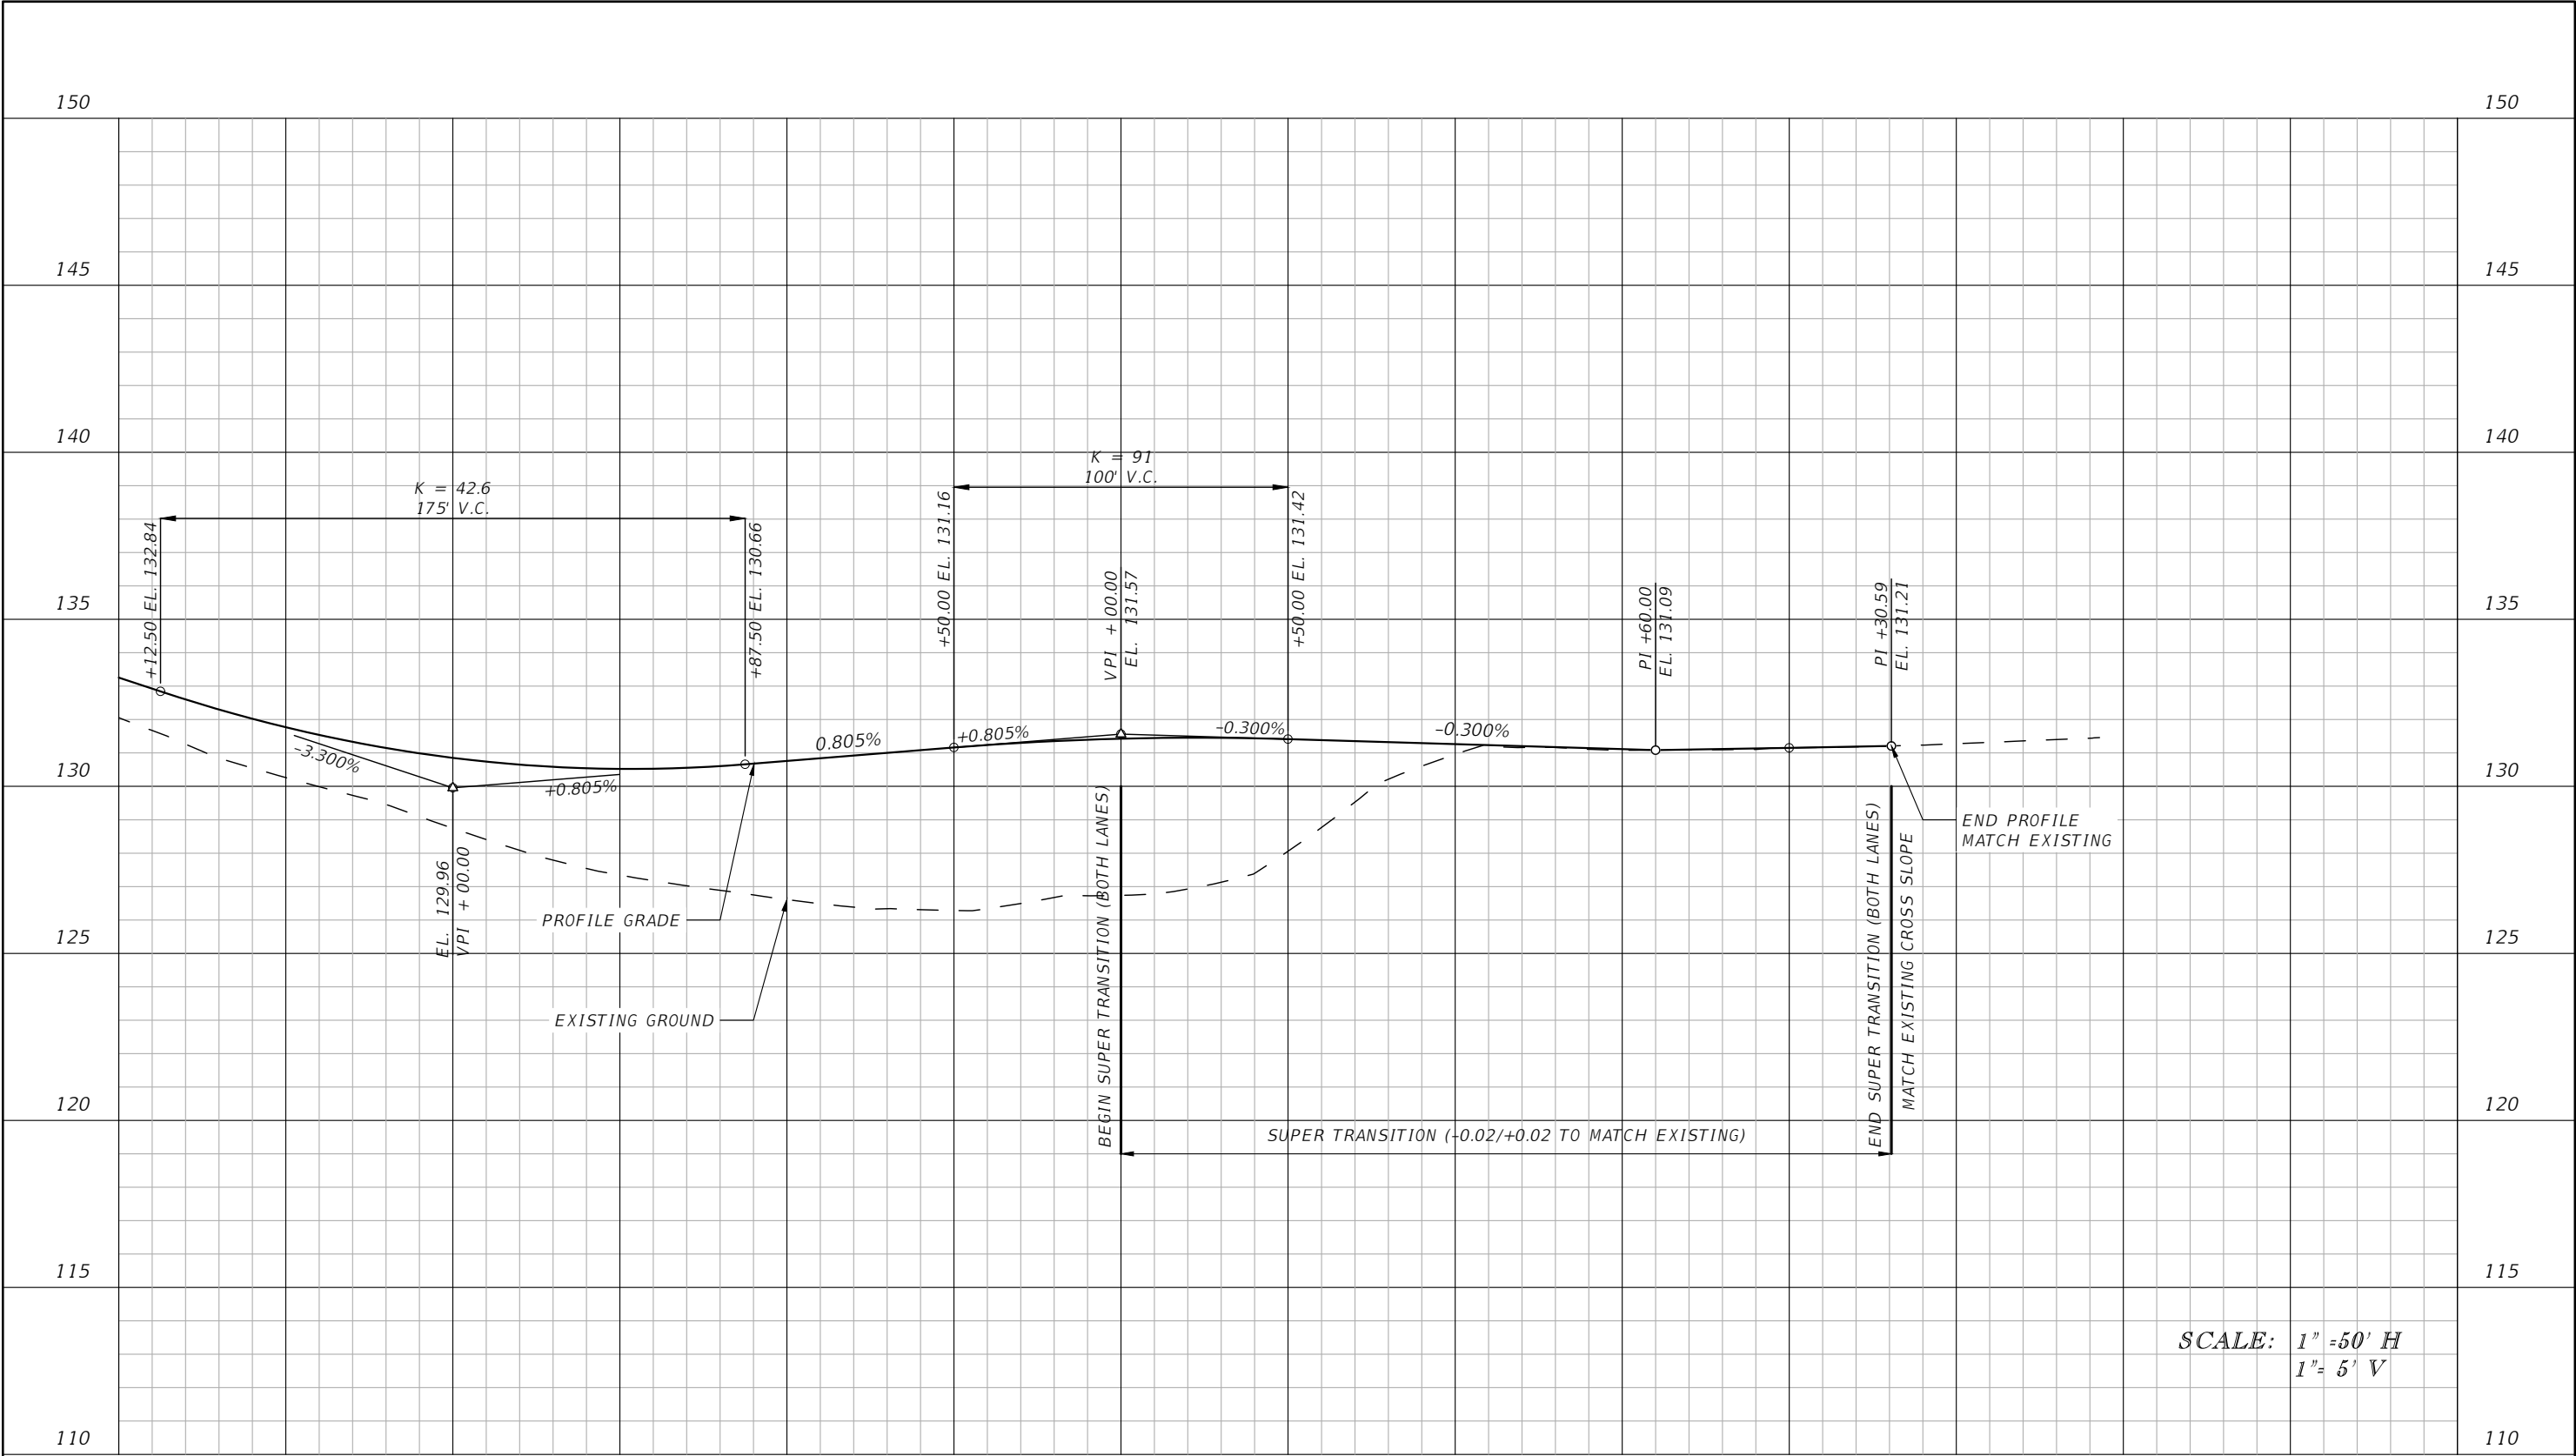 150 150
145 145
140 140
135 135
130 130
125 125
120 120
115 115
110 110
K = 42.6
175' V.C.
+12.50 EL. 132.84
+87.50 EL. 130.66
K = 91
100' V.C.
+50.00 EL. 131.16
VPI + 00.00
EL. 131.57
+50.00 EL. 131.42
PI +60.00
EL. 131.09
PI +30.59
EL. 131.21
-3.300%
+0.805%
0.805%
+0.805%
-0.300%
-0.300%
EL. 129.96
VPI + 00.00
PROFILE GRADE
EXISTING GROUND
BEGIN SUPER TRANSITION (BOTH LANES)
END SUPER TRANSITION (BOTH LANES)
MATCH EXISTING CROSS SLOPE
END PROFILE
MATCH EXISTING
SUPER TRANSITION (-0.02/+0.02 TO MATCH EXISTING)
SCALE: 1" =50' H
1"= 5' V